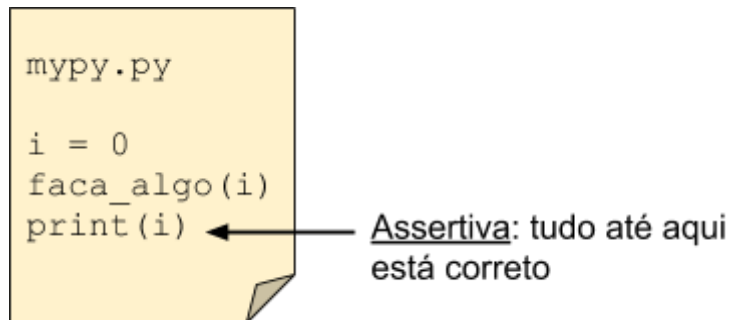 mypy.py
i = 0
faca_algo(i)
print(i)
Assertiva: tudo até aqui
está correto